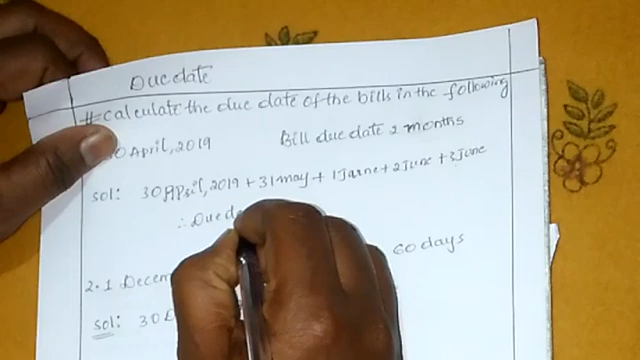 Due date
# calculate the due date of the bills in the following
30 April, 2019 Bill due date 2 months
sol: 30 April, 2019 + 31 may + 1 June + 2 June + 3 June
∴ Due d
2. 1 Decem 60 days
sol: 30